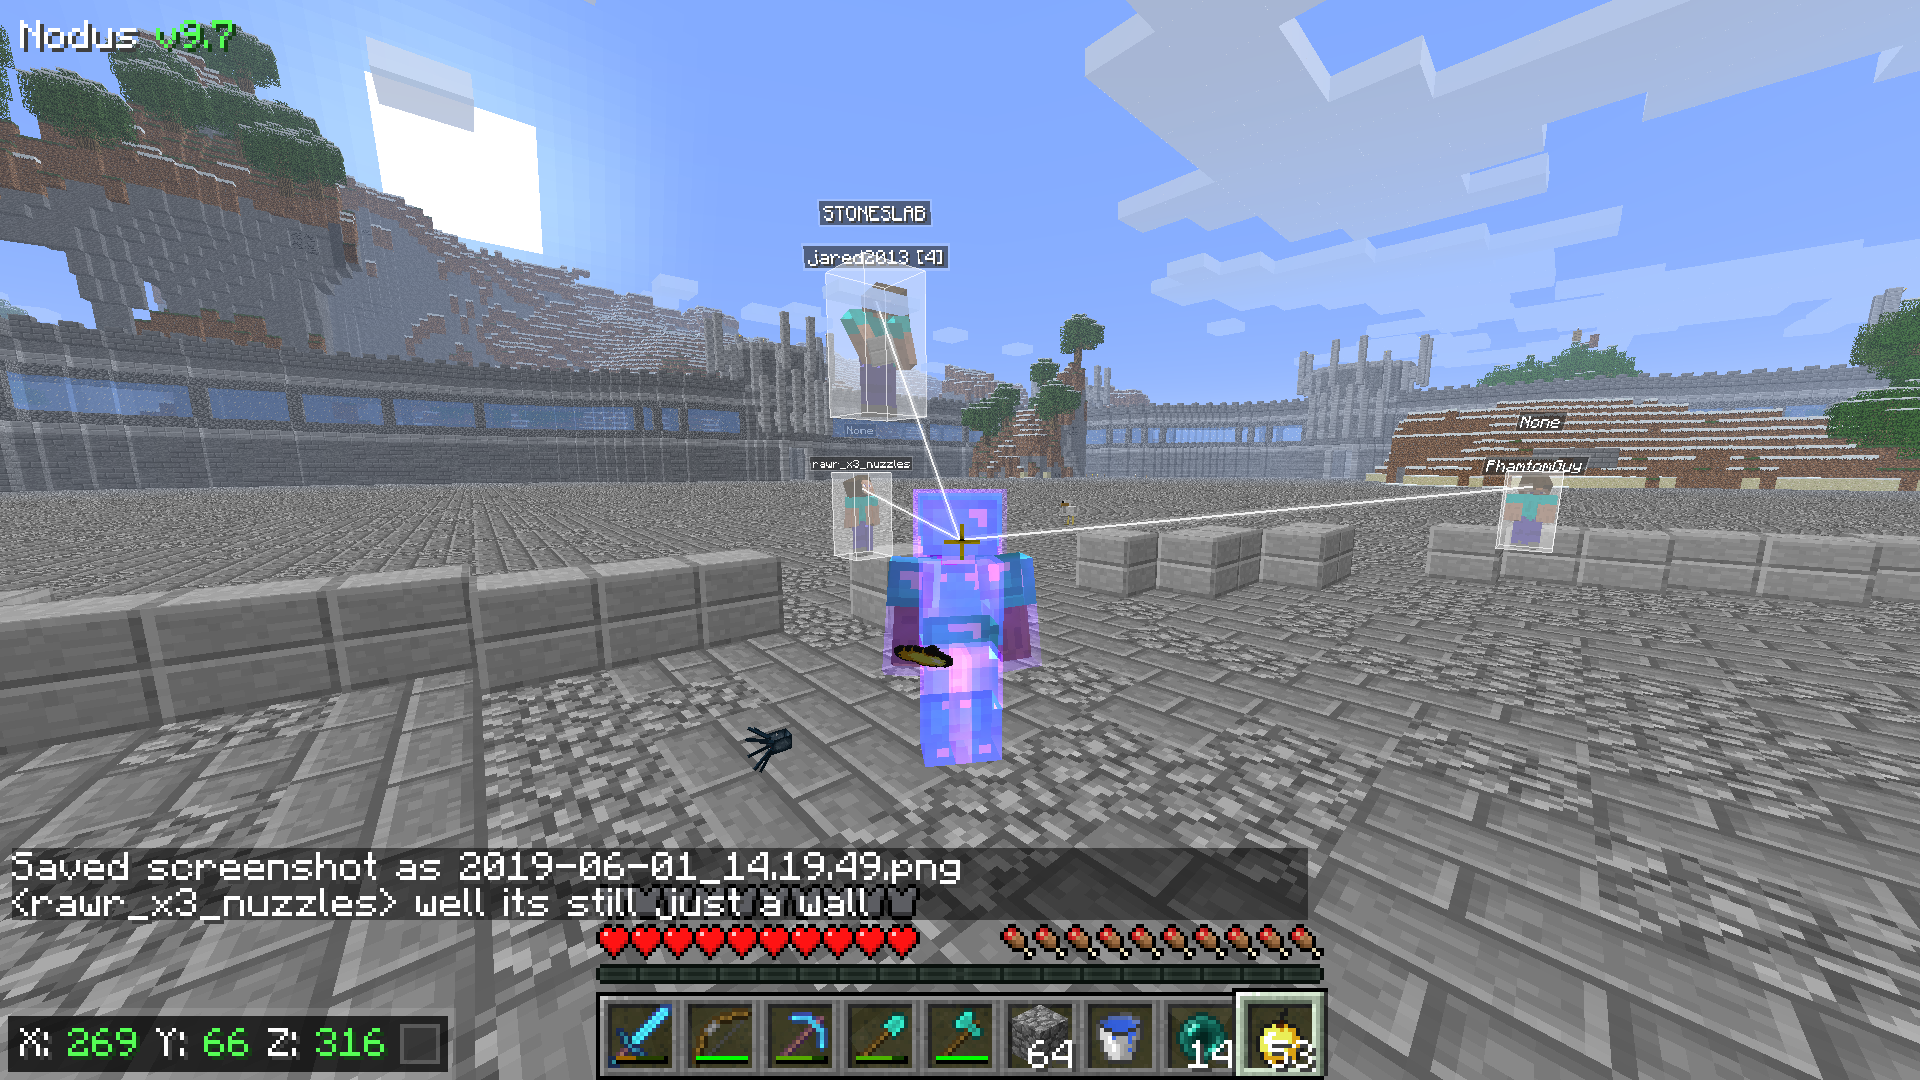 Nodus v9.7
STONESLAB
jared2013 [4]
None
None
rawr_x3_nuzzles
PhamtomGuy
Saved screenshot as 2019-06-01_14.19.49.png
<rawr_x3_nuzzles> well its still just a wall
64
14
53
X: 269 Y: 66 Z: 316